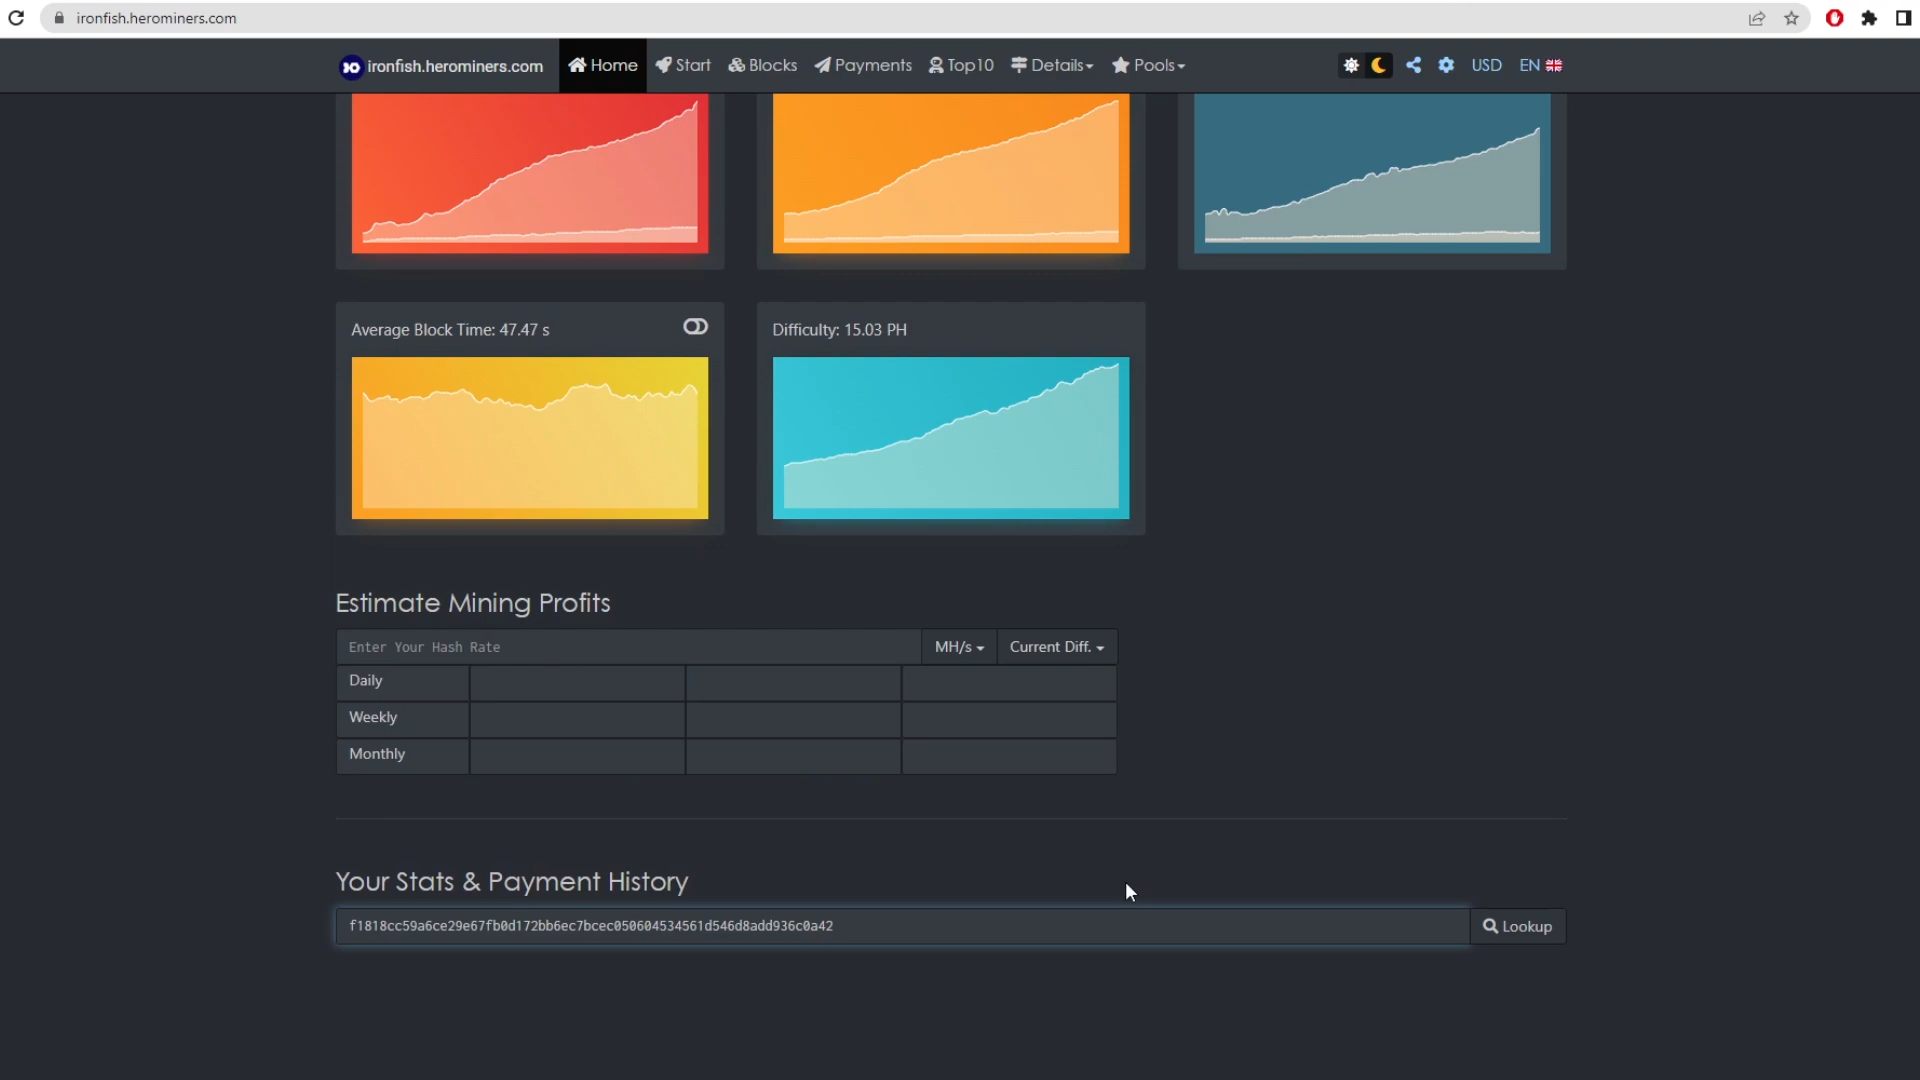 ironfish.herominers.com
ironfish.herominers.com Home Start Blocks Payments Top10 Details Pools USD EN
Average Block Time: 47.47 s
Difficulty: 15.03 PH
Estimate Mining Profits
Enter Your Hash Rate MH/s Current Diff.
Daily
Weekly
Monthly
Your Stats & Payment History
f1818cc59a6ce29e67fb0d172bb6ec7bcec050604534561d546d8add936c0a42 Lookup